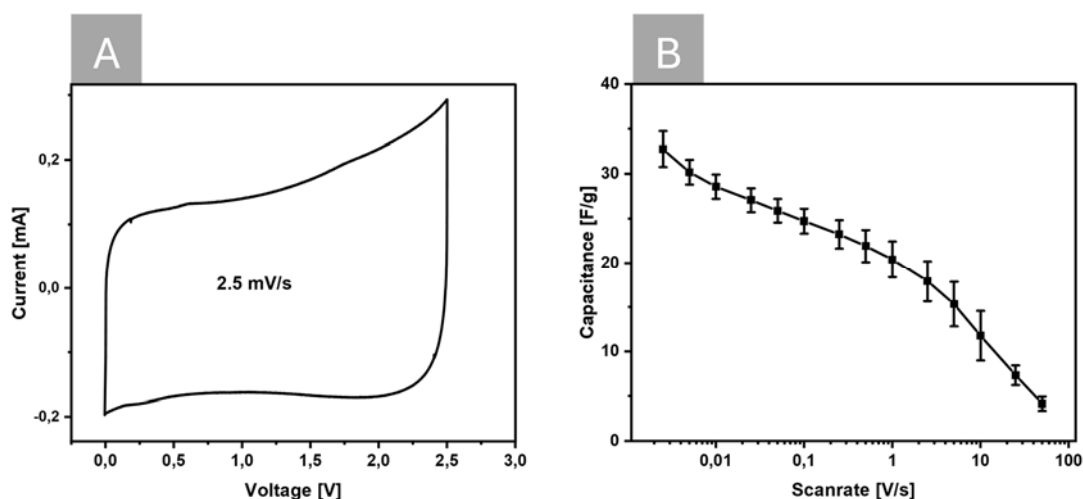 A
0,2
0,0
-0,2
Current [mA]
2.5 mV/s
0,0 0,5 1,0 1,5 2,0 2,5 3,0
Voltage [V]
B
40
30
20
10
0
Capacitance [F/g]
0,01 0,1 1 10 100
Scanrate [V/s]